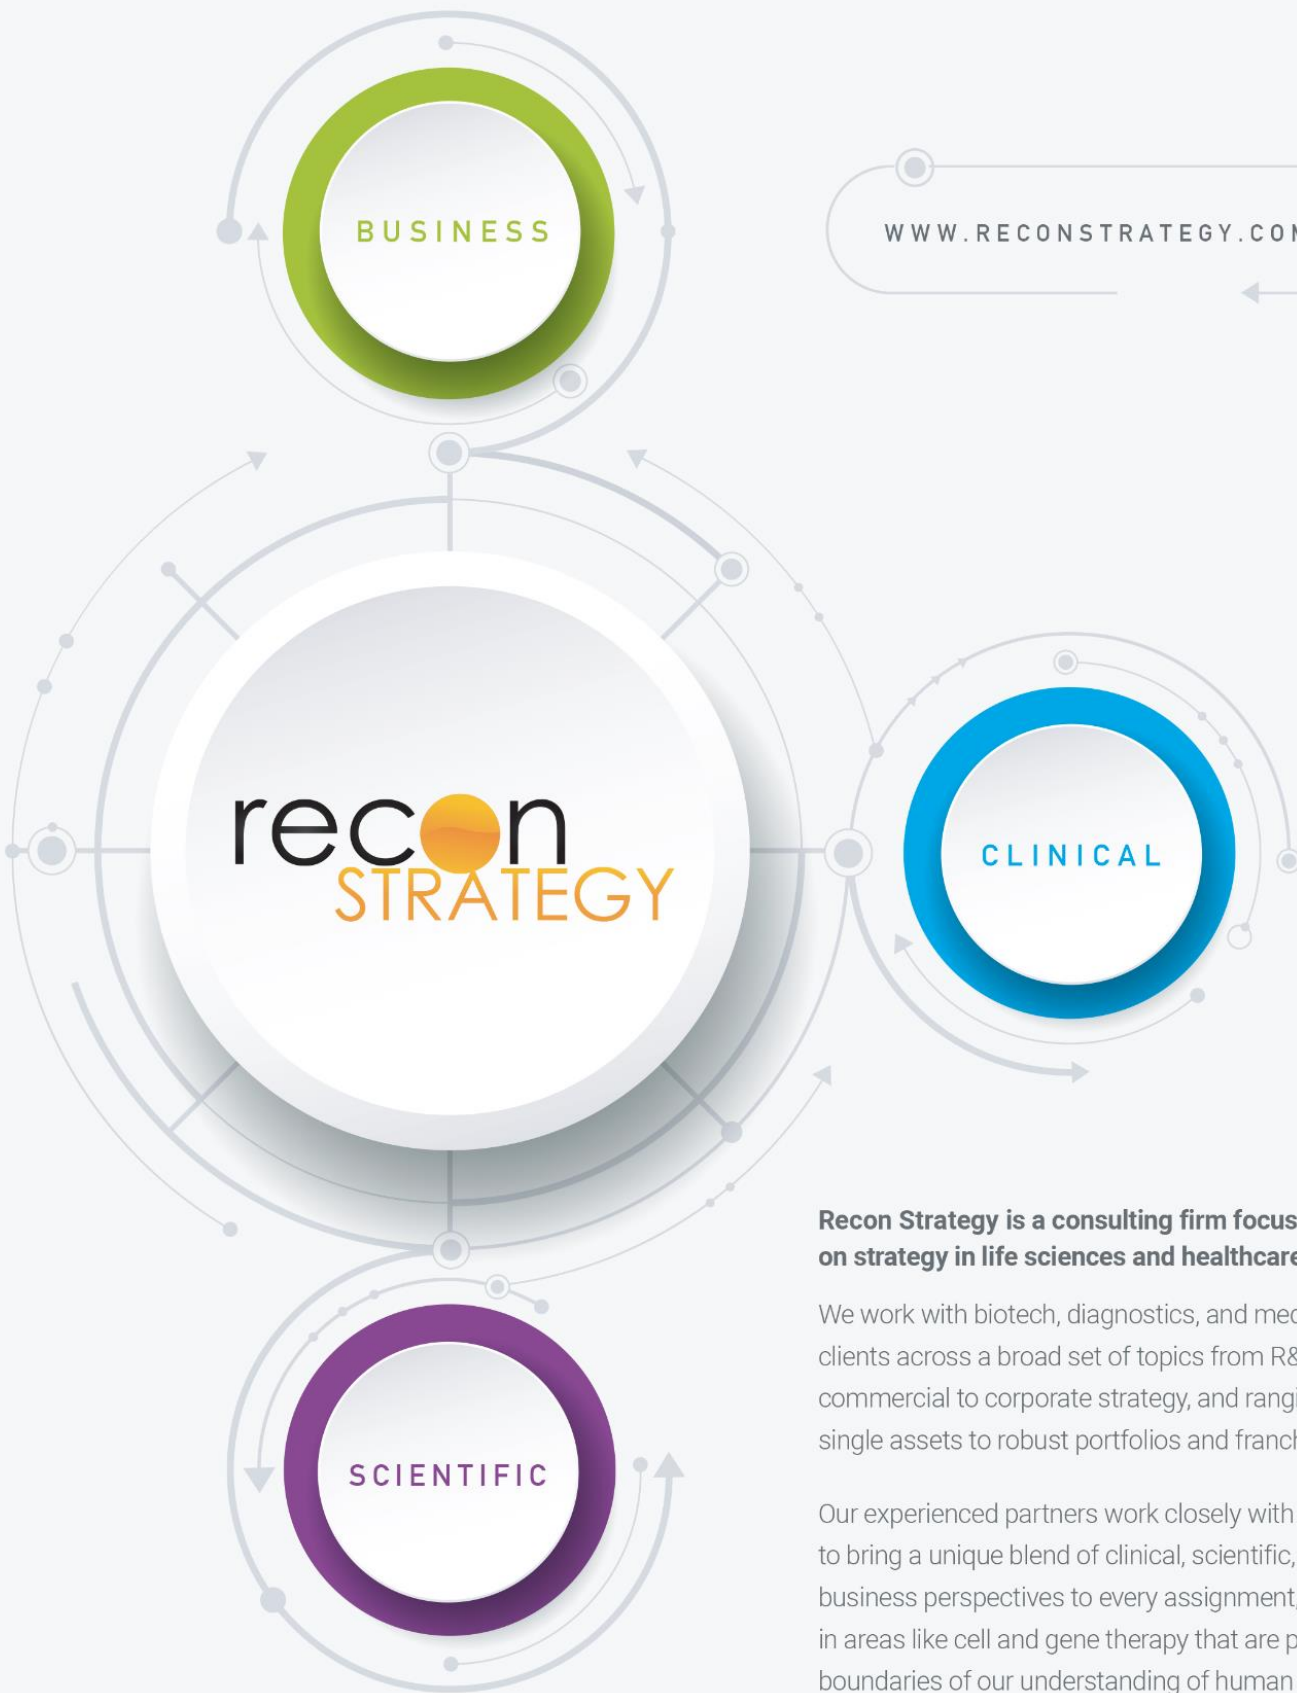 BUSINESS
WWW.RECONSTRATEGY.COM
recon
STRATEGY
CLINICAL
Recon Strategy is a consulting firm focus
on strategy in life sciences and healthcare
We work with biotech, diagnostics, and med
clients across a broad set of topics from R&
commercial to corporate strategy, and rangi
single assets to robust portfolios and franch
SCIENTIFIC
Our experienced partners work closely with
to bring a unique blend of clinical, scientific,
business perspectives to every assignment,
in areas like cell and gene therapy that are p
boundaries of our understanding of human